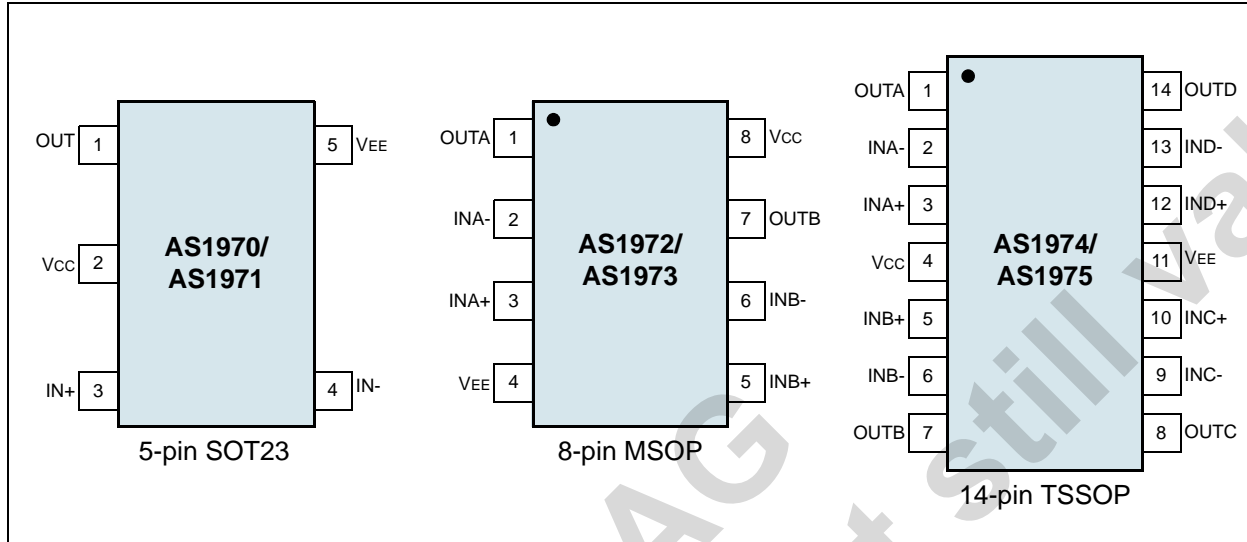 OUT 1
5 VEE
VCC 2
AS1970/
AS1971
IN+ 3
4 IN-
5-pin SOT23
OUTA 1
8 VCC
INA- 2
7 OUTB
AS1972/
AS1973
INA+ 3
6 INB-
VEE 4
5 INB+
8-pin MSOP
OUTA 1
14 OUTD
INA- 2
13 IND-
INA+ 3
12 IND+
AS1974/
AS1975
VCC 4
11 VEE
INB+ 5
10 INC+
INB- 6
9 INC-
OUTB 7
8 OUTC
14-pin TSSOP
AG
still